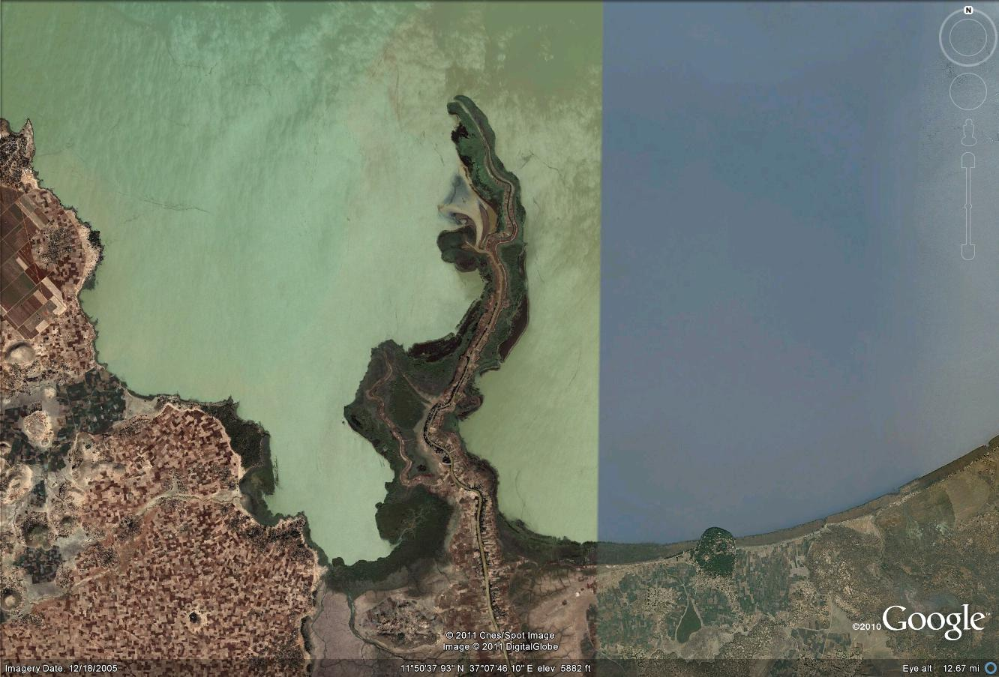 N
©2010 Google™
© 2011 Cnes/Spot Image
Image © 2011 DigitalGlobe
Imagery Date: 12/18/2005 11°50'37.93" N 37°07'46.10" E elev 5882 ft Eye alt 12.67 mi